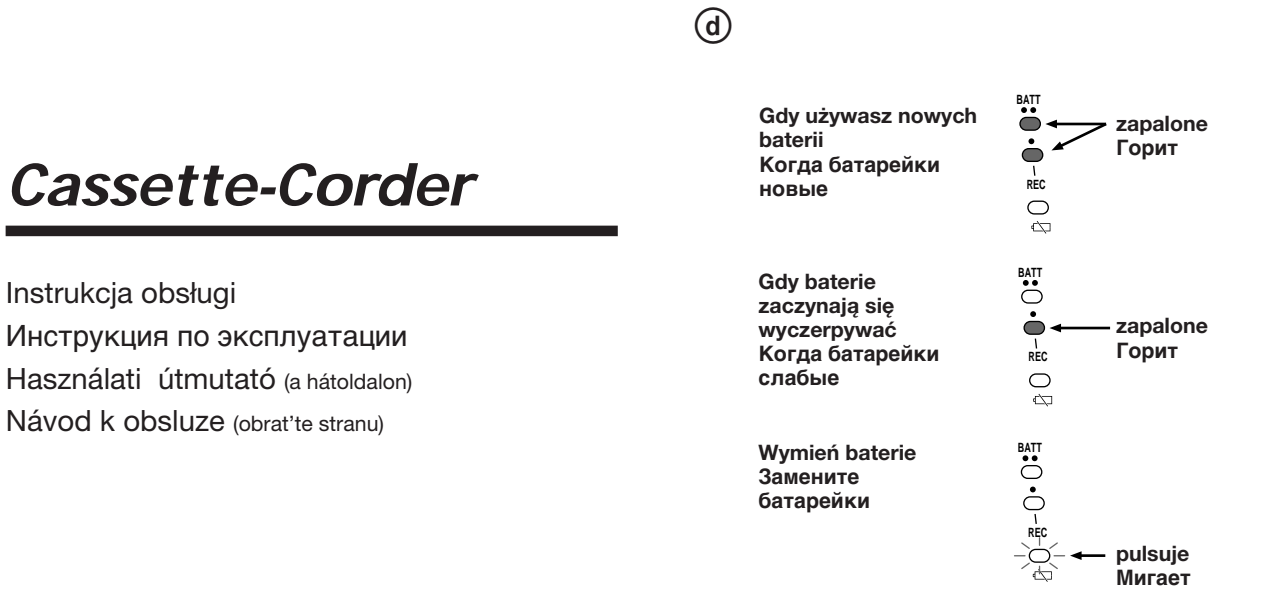 Cassette-Corder
Instrukcja obsługi
Инструкция по эксплуатации
Használati útmutató (a hátoldalon)
Návod k obsluze (obrat'te stranu)
d
Gdy używasz nowych
baterii
Когда батарейки
новые
BATT
REC
zapalone
Горит
Gdy baterie
zaczynają się
wyczerpywać
Когда батарейки
слабые
BATT
REC
zapalone
Горит
Wymień baterie
Замените
батарейки
BATT
REC
pulsuje
Мигает